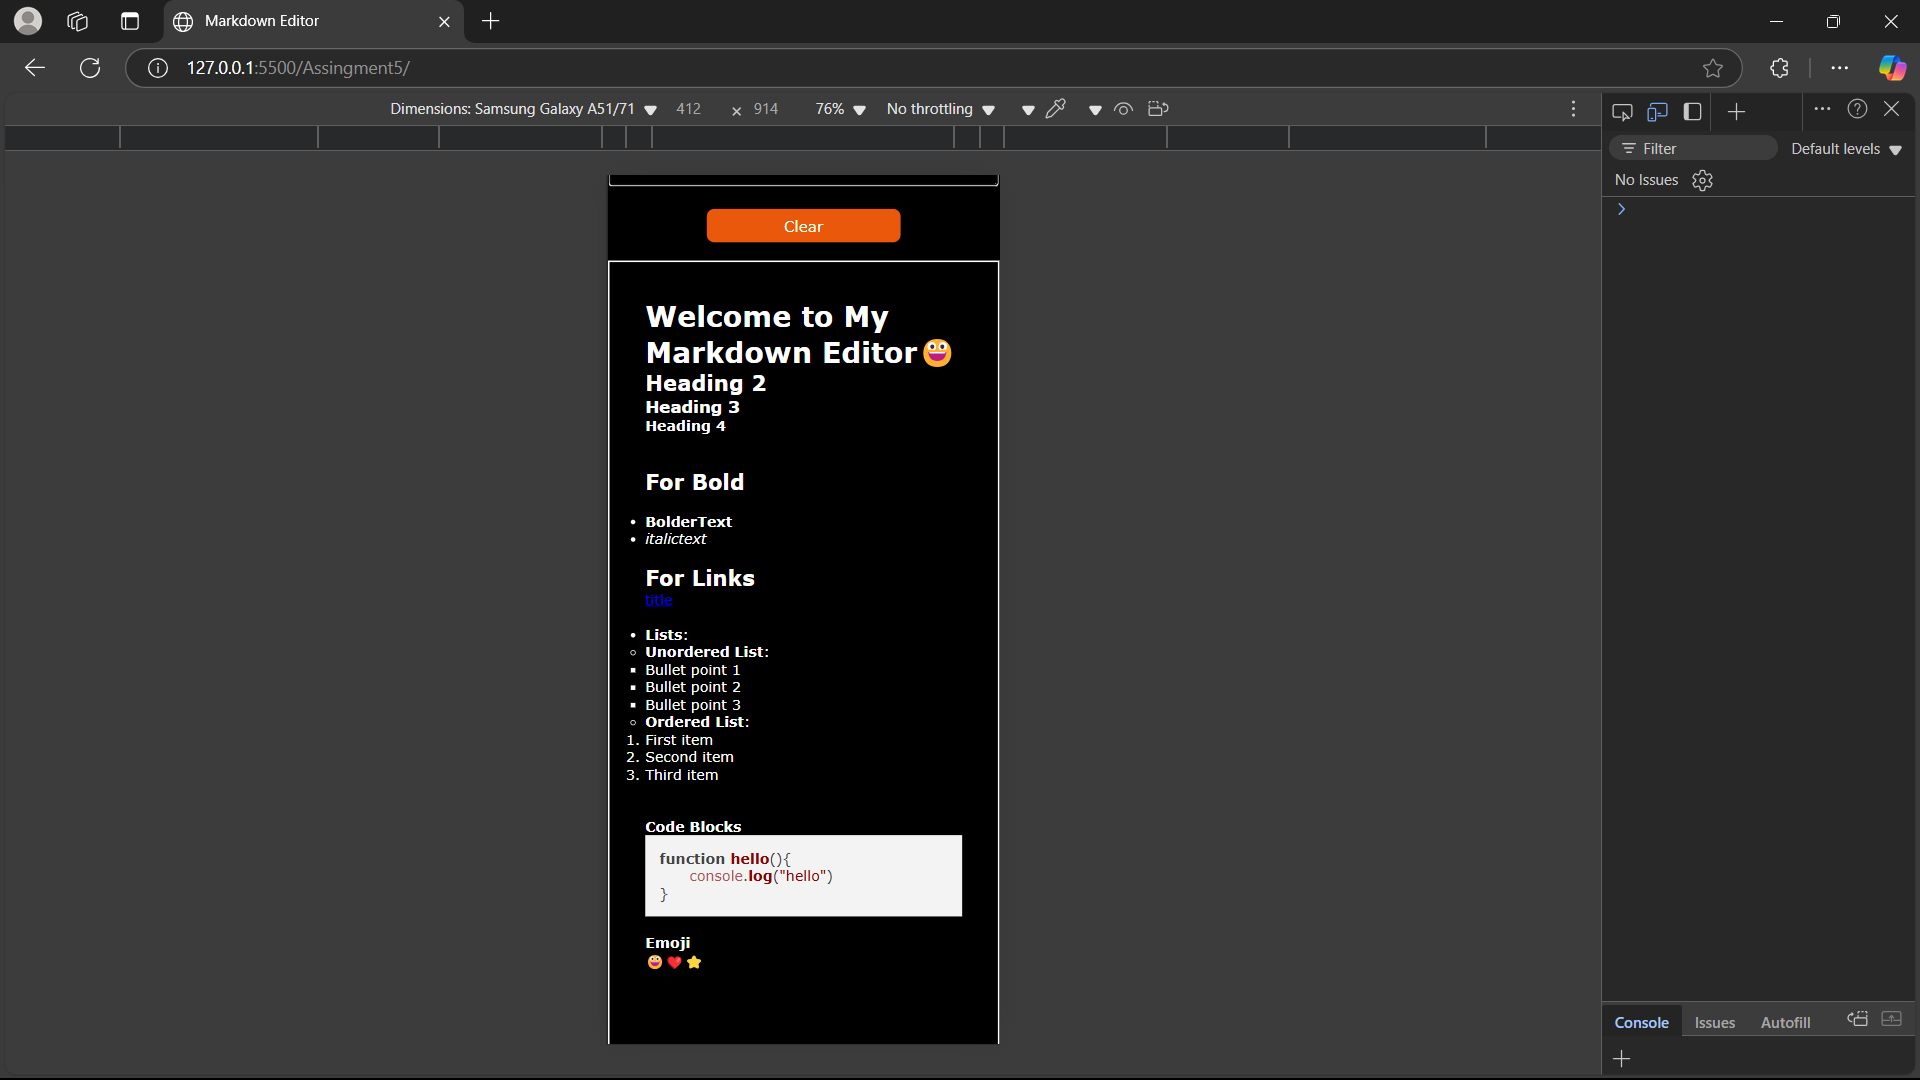 Markdown Editor
127.0.0.1:5500/Assingment5/
Dimensions: Samsung Galaxy A51/71 412 × 914 76% No throttling
Filter
Default levels
No Issues
Clear
Welcome to My
Markdown Editor😀
Heading 2
Heading 3
Heading 4
For Bold
• BolderText
• italictext
For Links
title
• Lists:
◦ Unordered List:
▪ Bullet point 1
▪ Bullet point 2
▪ Bullet point 3
◦ Ordered List:
1. First item
2. Second item
3. Third item
Code Blocks
function hello(){
console.log("hello")
}
Emoji
😀❤️⭐
Console Issues Autofill